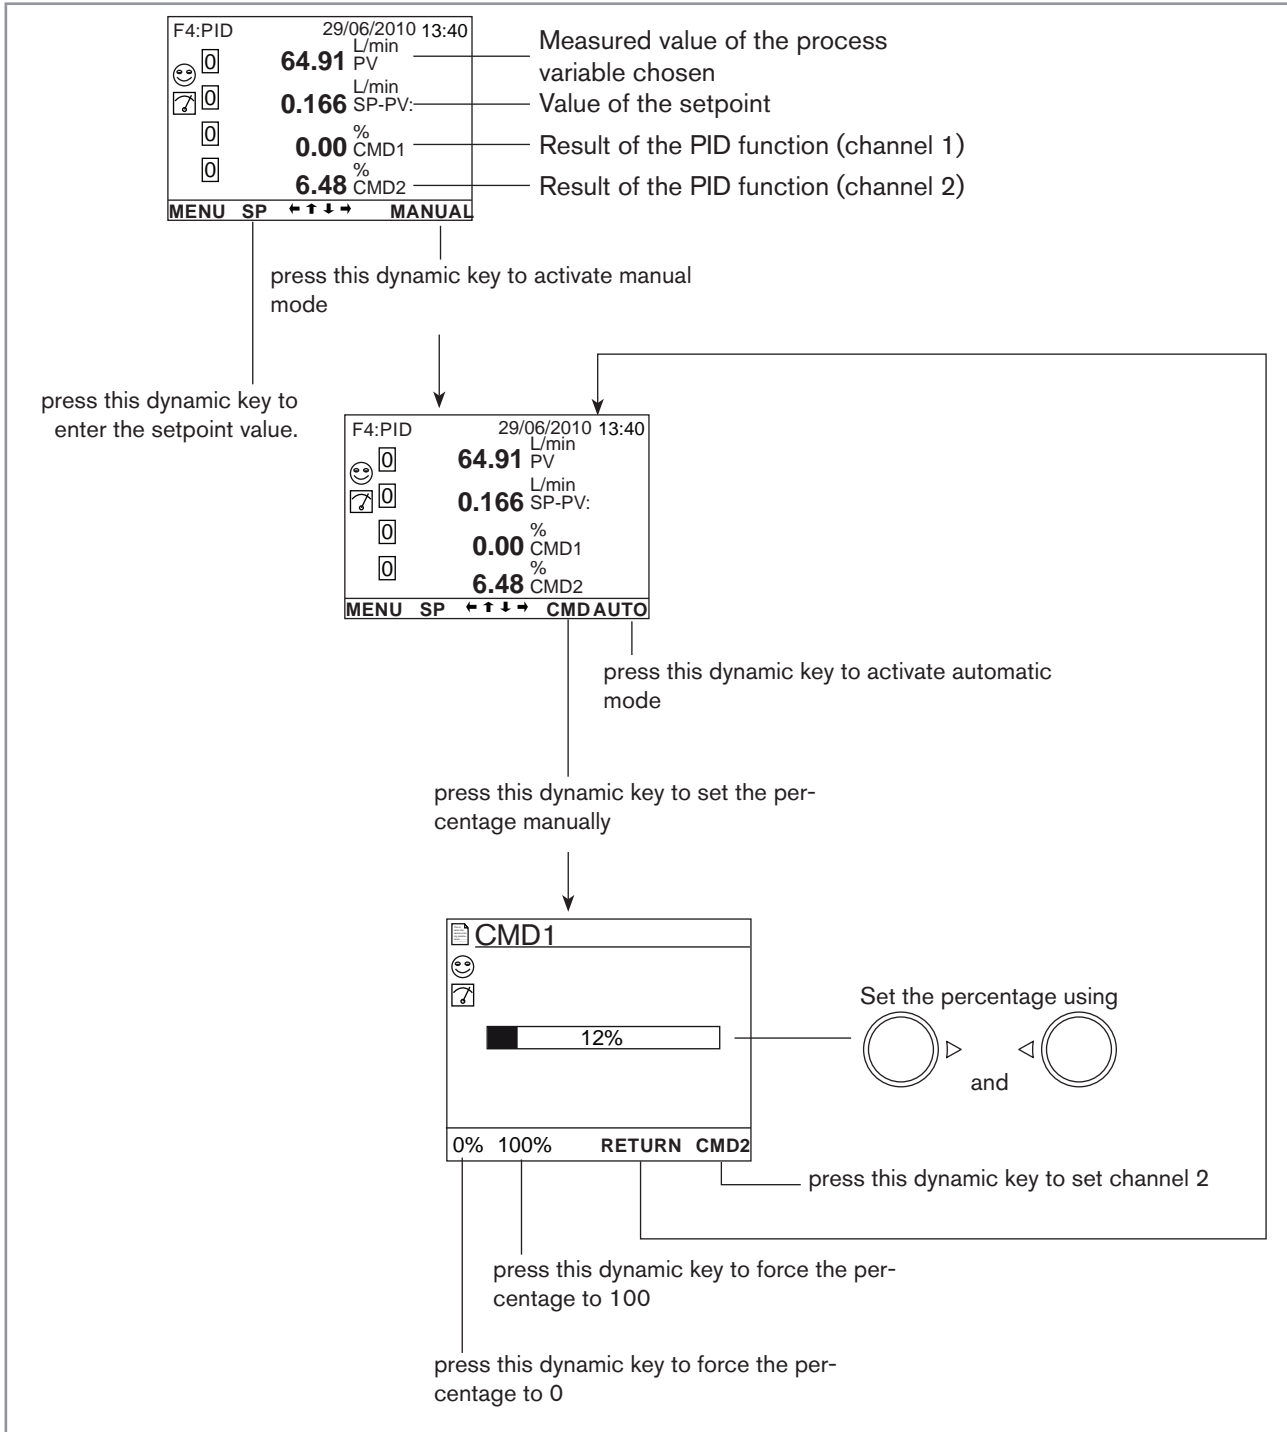 F4:PID 29/06/2010 13:40
0 64.91 L/min PV
0 0.166 L/min SP-PV:
0 0.00 % CMD1
0 6.48 % CMD2
MENU SP ← ↑ ↓ → MANUAL
Measured value of the process
variable chosen
Value of the setpoint
Result of the PID function (channel 1)
Result of the PID function (channel 2)
press this dynamic key to activate manual
mode
press this dynamic key to
enter the setpoint value.
F4:PID 29/06/2010 13:40
0 64.91 L/min PV
0 0.166 L/min SP-PV:
0 0.00 % CMD1
0 6.48 % CMD2
MENU SP ← ↑ ↓ → CMD AUTO
press this dynamic key to activate automatic
mode
press this dynamic key to set the per-
centage manually
CMD1
12%
0% 100% RETURN CMD2
Set the percentage using
and
press this dynamic key to set channel 2
press this dynamic key to force the per-
centage to 100
press this dynamic key to force the per-
centage to 0